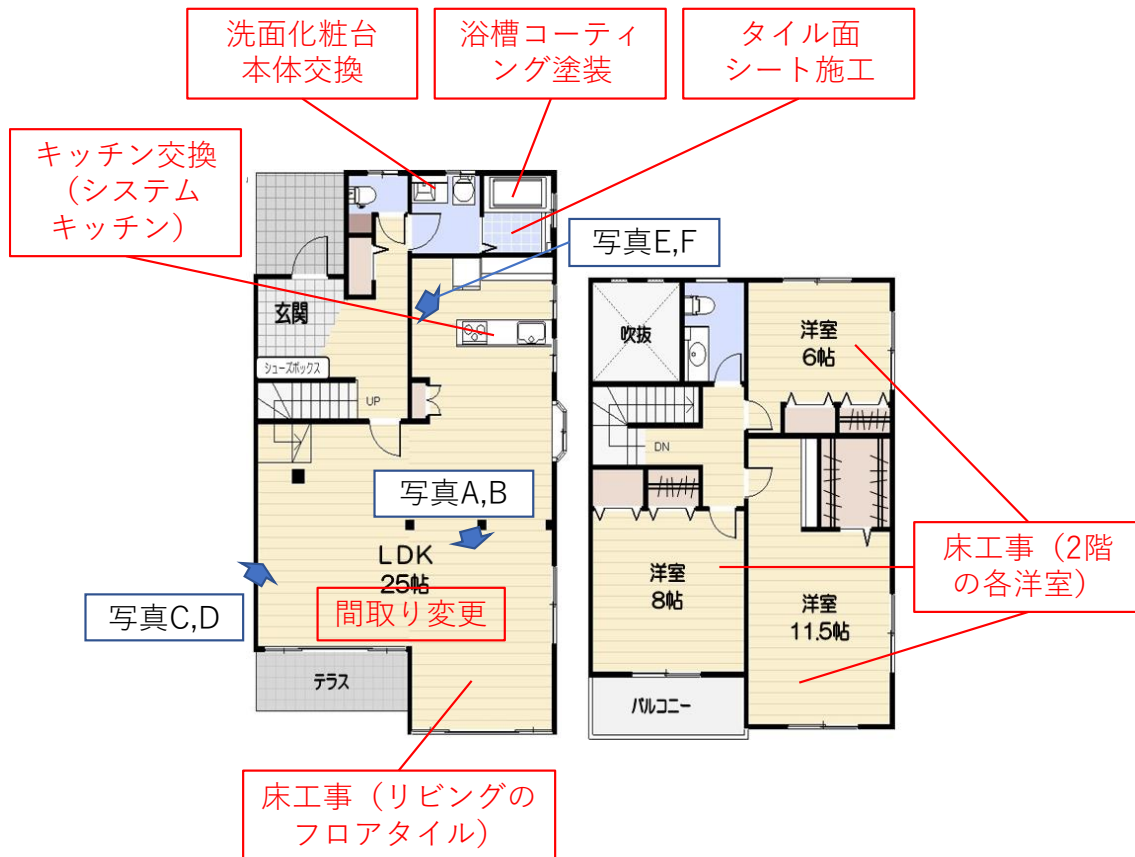 洗面化粧台
本体交換
浴槽コーティ
ング塗装
タイル面
シート施工
キッチン交換
（システム
キッチン）
写真E,F
玄関
シューズボックス
UP
吹抜
洋室
6帖
DN
写真A,B
LDK
25帖
間取り変更
写真C,D
洋室
8帖
洋室
11.5帖
床工事（2階
の各洋室）
テラス
バルコニー
床工事（リビングの
フロアタイル）